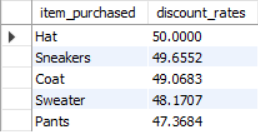 item_purchased discount_rates
Hat 50.0000
Sneakers 49.6552
Coat 49.0683
Sweater 48.1707
Pants 47.3684